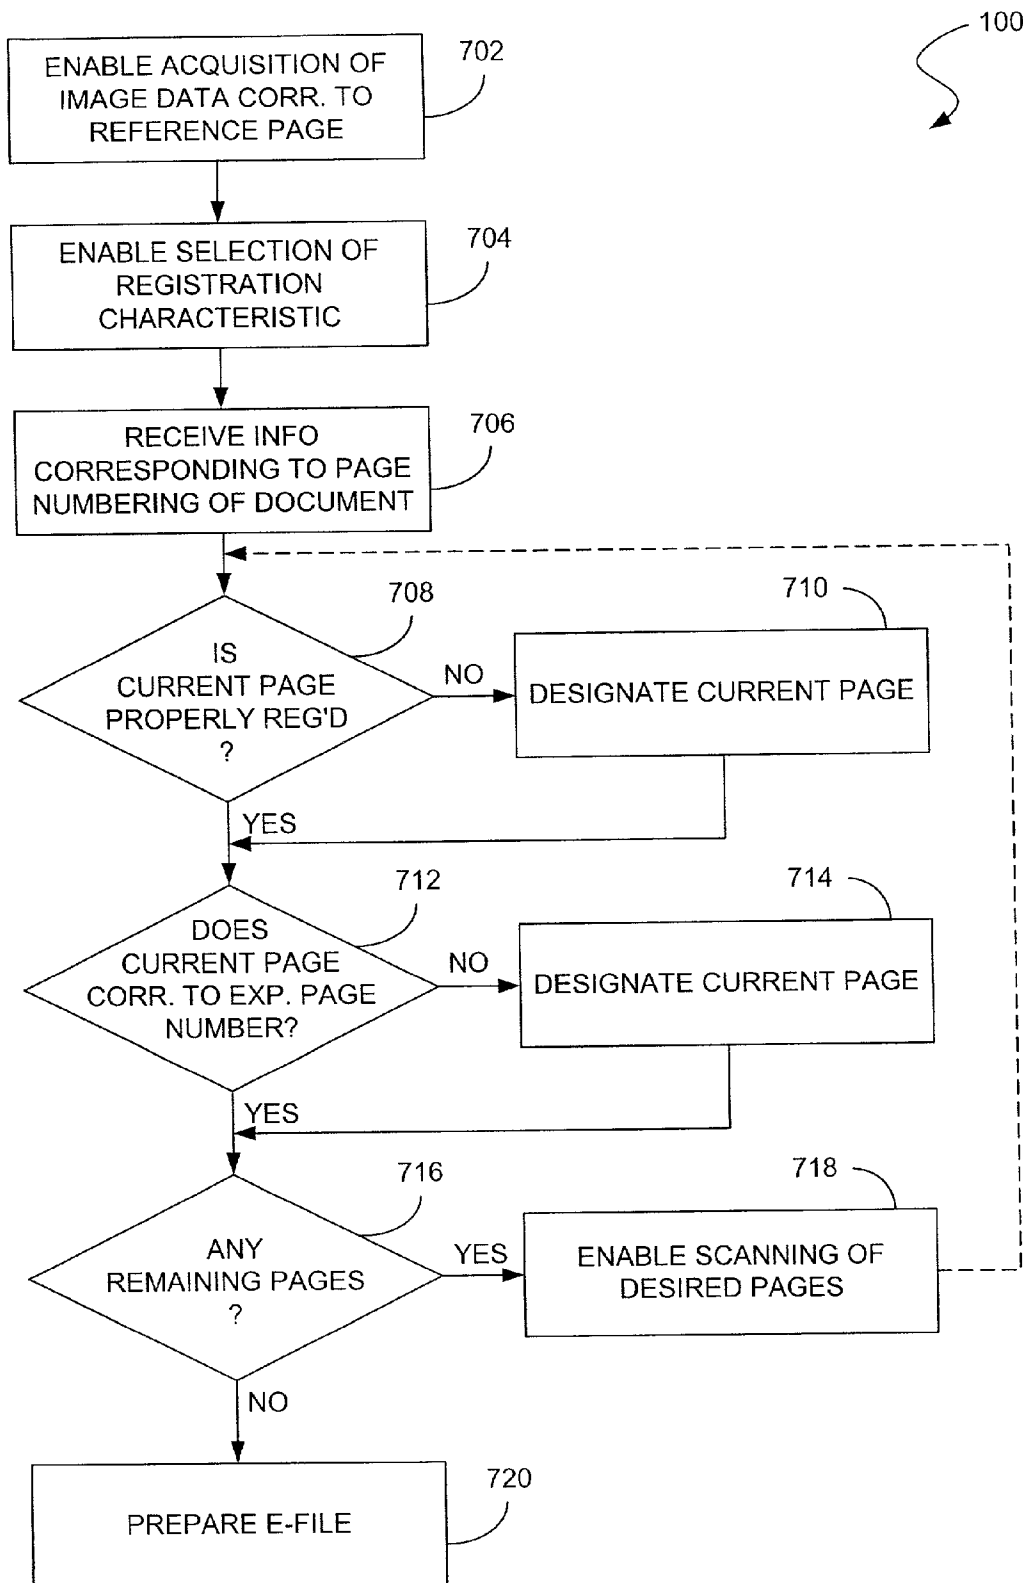 100
702
ENABLE ACQUISITION OF
IMAGE DATA CORR. TO
REFERENCE PAGE
704
ENABLE SELECTION OF
REGISTRATION
CHARACTERISTIC
706
RECEIVE INFO
CORRESPONDING TO PAGE
NUMBERING OF DOCUMENT
708
IS
CURRENT PAGE
PROPERLY REG'D
?
NO
710
DESIGNATE CURRENT PAGE
YES
712
DOES
CURRENT PAGE
CORR. TO EXP. PAGE
NUMBER?
NO
714
DESIGNATE CURRENT PAGE
YES
716
ANY
REMAINING PAGES
?
YES
718
ENABLE SCANNING OF
DESIRED PAGES
NO
720
PREPARE E-FILE